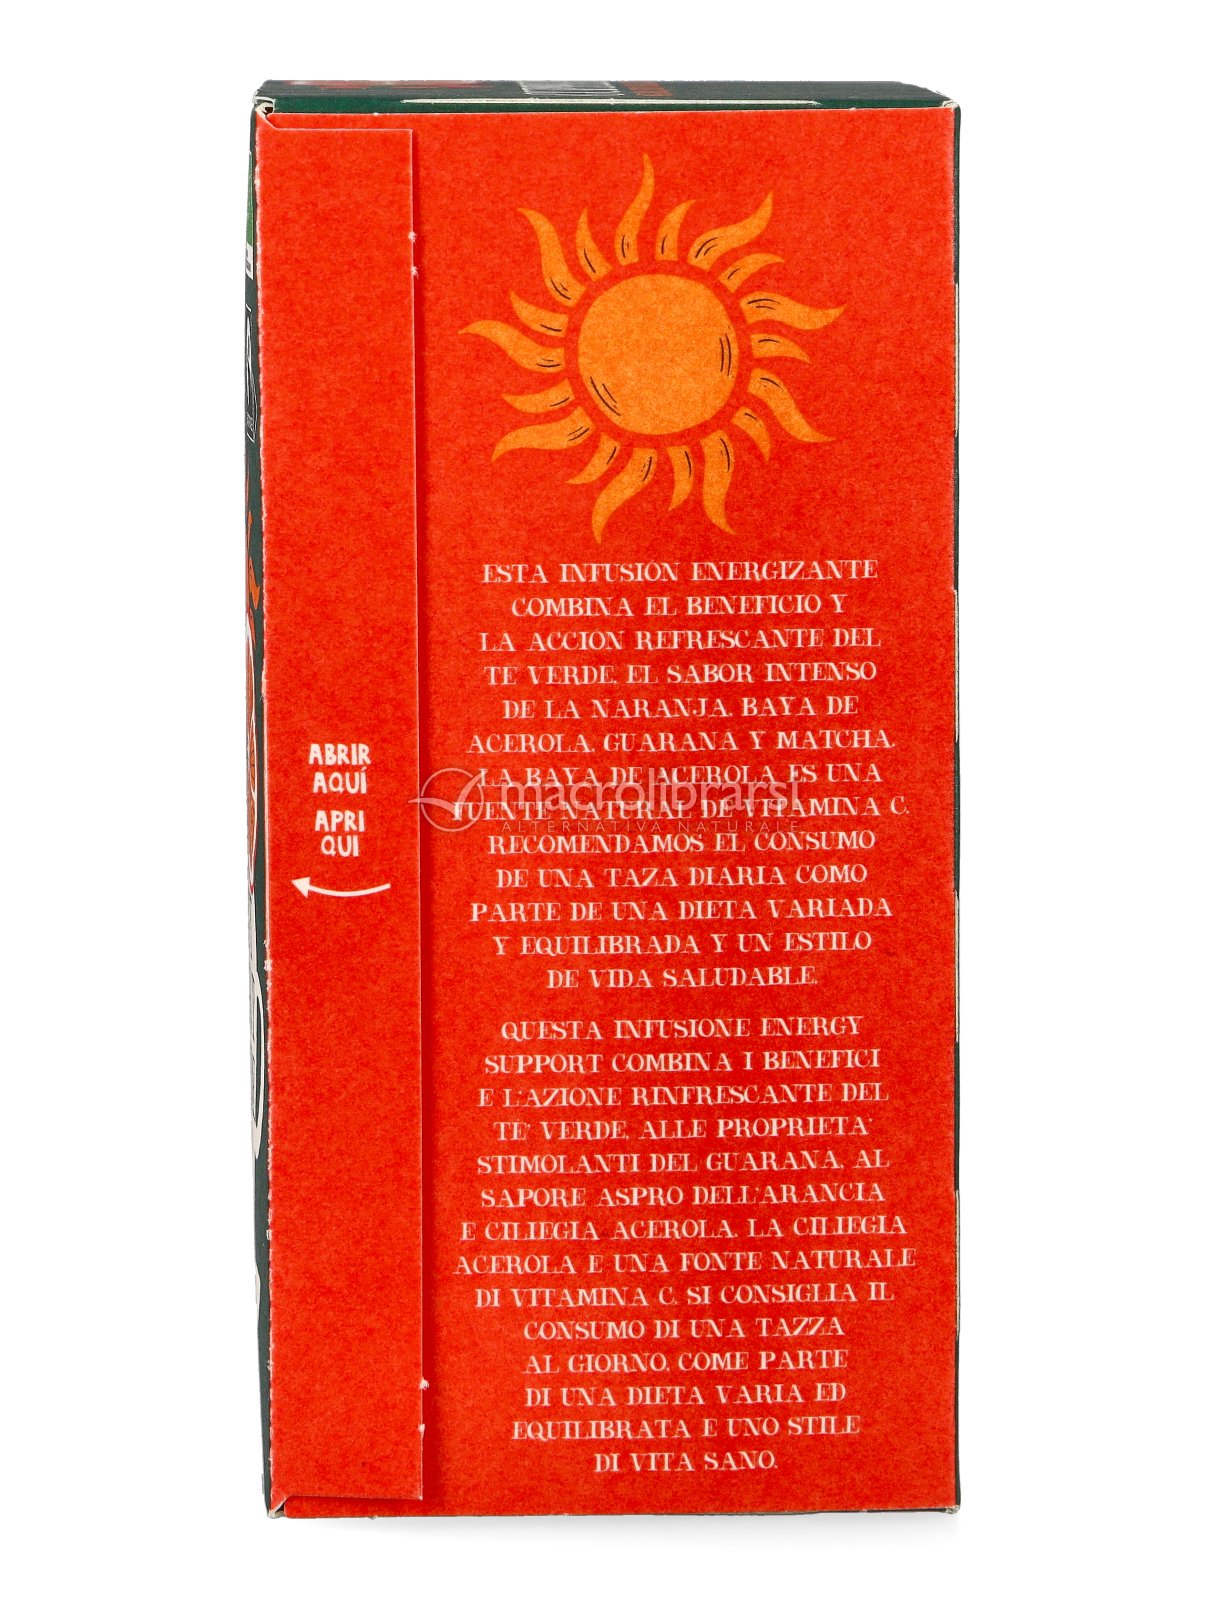 ESTA INFUSIÓN ENERGIZANTE
COMBINA EL BENEFICIO Y
LA ACCION REFRESCANTE DEL
TE VERDE, EL SABOR INTENSO
DE LA NARANJA, BAYA DE
ACEROLA, GUARANA Y MATCHA.
LA BAYA DE ACEROLA ES UNA
FUENTE NATURAL DE VITAMINA C.
RECOMENDAMOS EL CONSUMO
DE UNA TAZA DIARIA COMO
PARTE DE UNA DIETA VARIADA
Y EQUILIBRADA Y UN ESTILO
DE VIDA SALUDABLE.
QUESTA INFUSIONE ENERGY
SUPPORT COMBINA I BENEFICI
E L'AZIONE RINFRESCANTE DEL
TE' VERDE, ALLE PROPRIETA'
STIMOLANTI DEL GUARANA, AL
SAPORE ASPRO DELL'ARANCIA
E CILIEGIA ACEROLA. LA CILIEGIA
ACEROLA E UNA FONTE NATURALE
DI VITAMINA C. SI CONSIGLIA IL
CONSUMO DI UNA TAZZA
AL GIORNO, COME PARTE
DI UNA DIETA VARIA ED
EQUILIBRATA E UNO STILE
DI VITA SANO.
ABRIR
AQUÍ
APRI
QUI
macrolibrarsi
ALTERNATIVA NATURALE